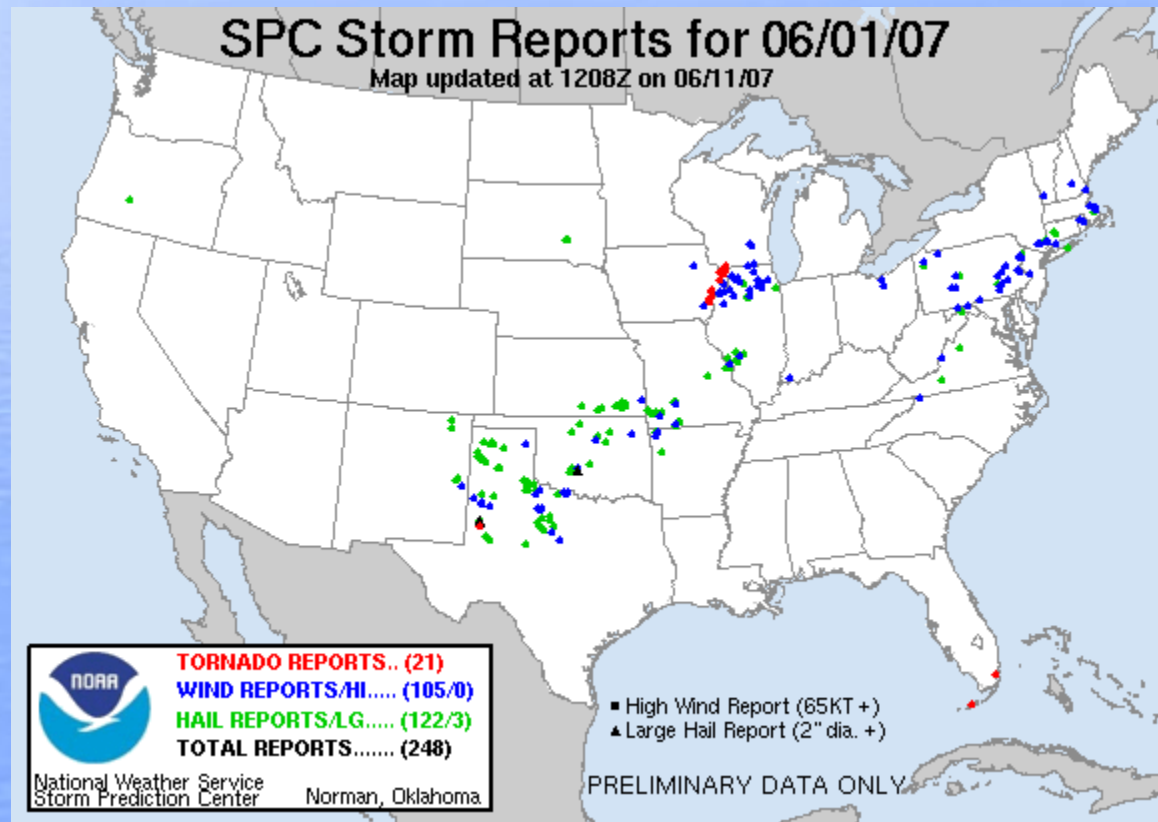 SPC Storm Reports for 06/01/07
Map updated at 1208Z on 06/11/07
NOAA
TORNADO REPORTS.. (21)
WIND REPORTS/HI..... (105/0)
HAIL REPORTS/LG..... (122/3)
TOTAL REPORTS....... (248)
National Weather Service
Storm Prediction Center Norman, Oklahoma
High Wind Report (65KT +)
Large Hail Report (2" dia. +)
PRELIMINARY DATA ONLY